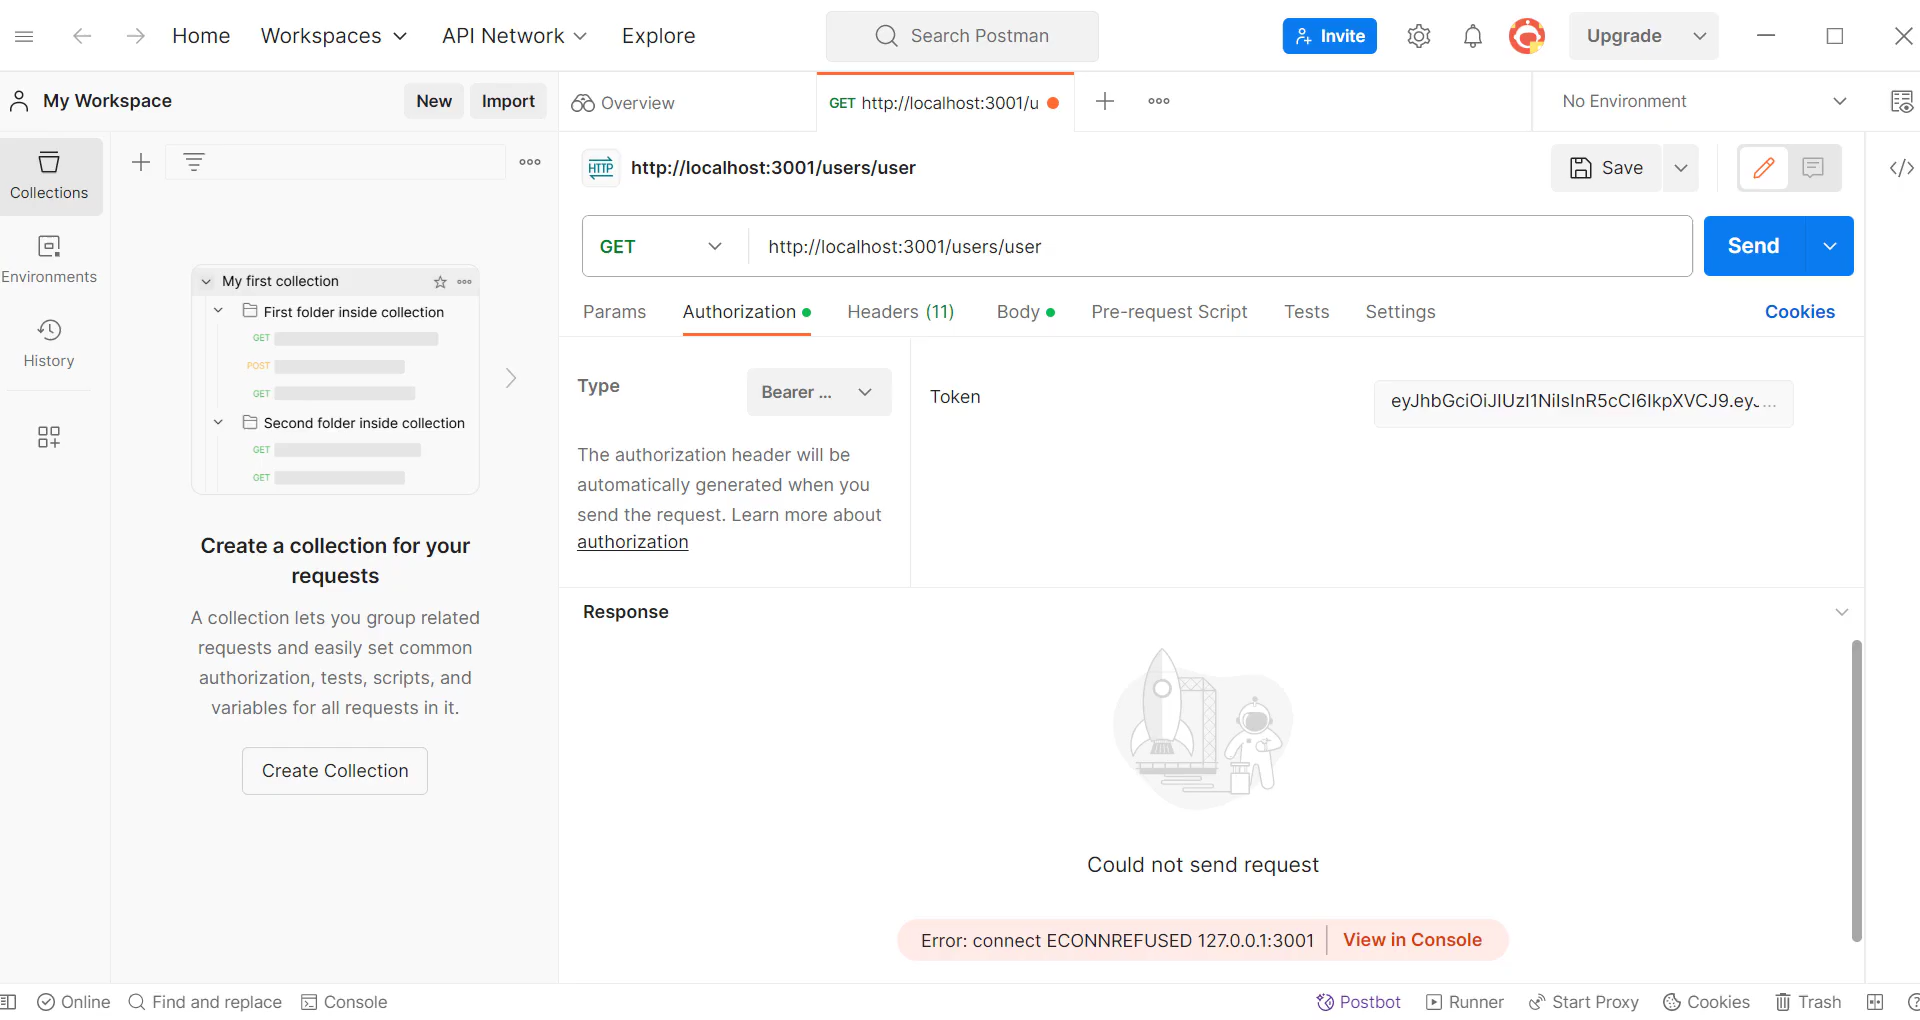 Home
Workspaces
API Network
Explore
Search Postman
Invite
Upgrade
My Workspace
New
Import
Overview
GET http://localhost:3001/u
No Environment
Collections
Environments
History
My first collection
First folder inside collection
GET
POST
GET
Second folder inside collection
GET
GET
Create a collection for your
requests
A collection lets you group related
requests and easily set common
authorization, tests, scripts, and
variables for all requests in it.
Create Collection
HTTP
http://localhost:3001/users/user
Save
</>
GET
http://localhost:3001/users/user
Send
Params
Authorization
Headers (11)
Body
Pre-request Script
Tests
Settings
Cookies
Type
Bearer ...
The authorization header will be
automatically generated when you
send the request. Learn more about
authorization
Token
eyJhbGciOiJIUzI1NiIsInR5cCI6IkpXVCJ9.eyJ...
Response
Could not send request
Error: connect ECONNREFUSED 127.0.0.1:3001
View in Console
Online
Find and replace
Console
Postbot
Runner
Start Proxy
Cookies
Trash